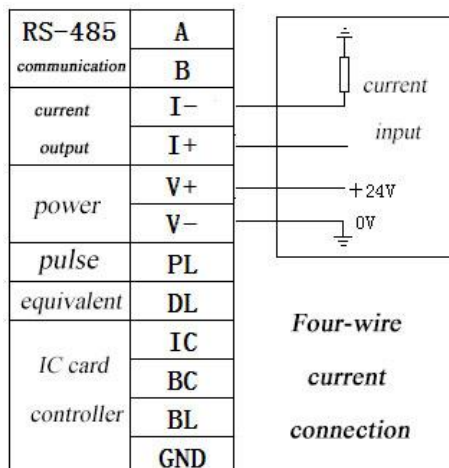 RS-485
communication
A
B
current
output
I-
I+
power
V+
V-
pulse
PL
equivalent
DL
IC card
controller
IC
BC
BL
GND
current
input
+24V
0V
Four-wire
current
connection